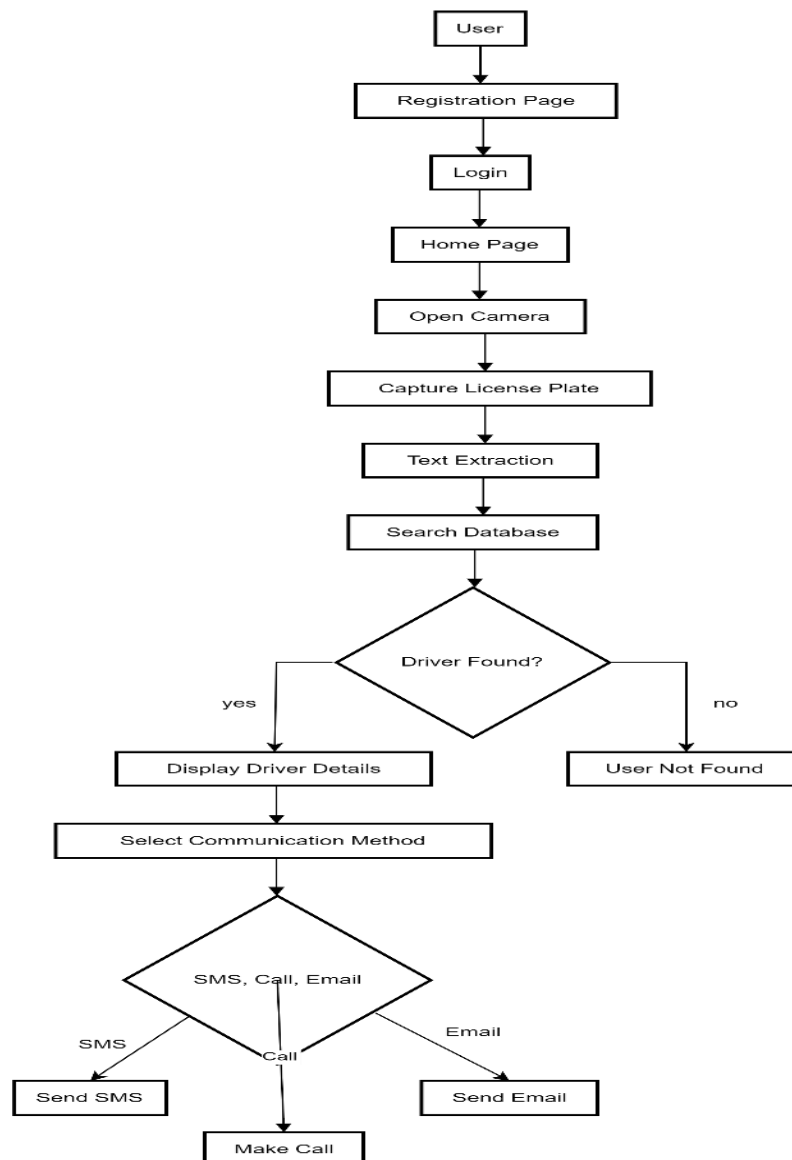 User
Registration Page
Login
Home Page
Open Camera
Capture License Plate
Text Extraction
Search Database
Driver Found?
yes
no
Display Driver Details
User Not Found
Select Communication Method
SMS, Call, Email
SMS
Email
Call
Send SMS
Send Email
Make Call